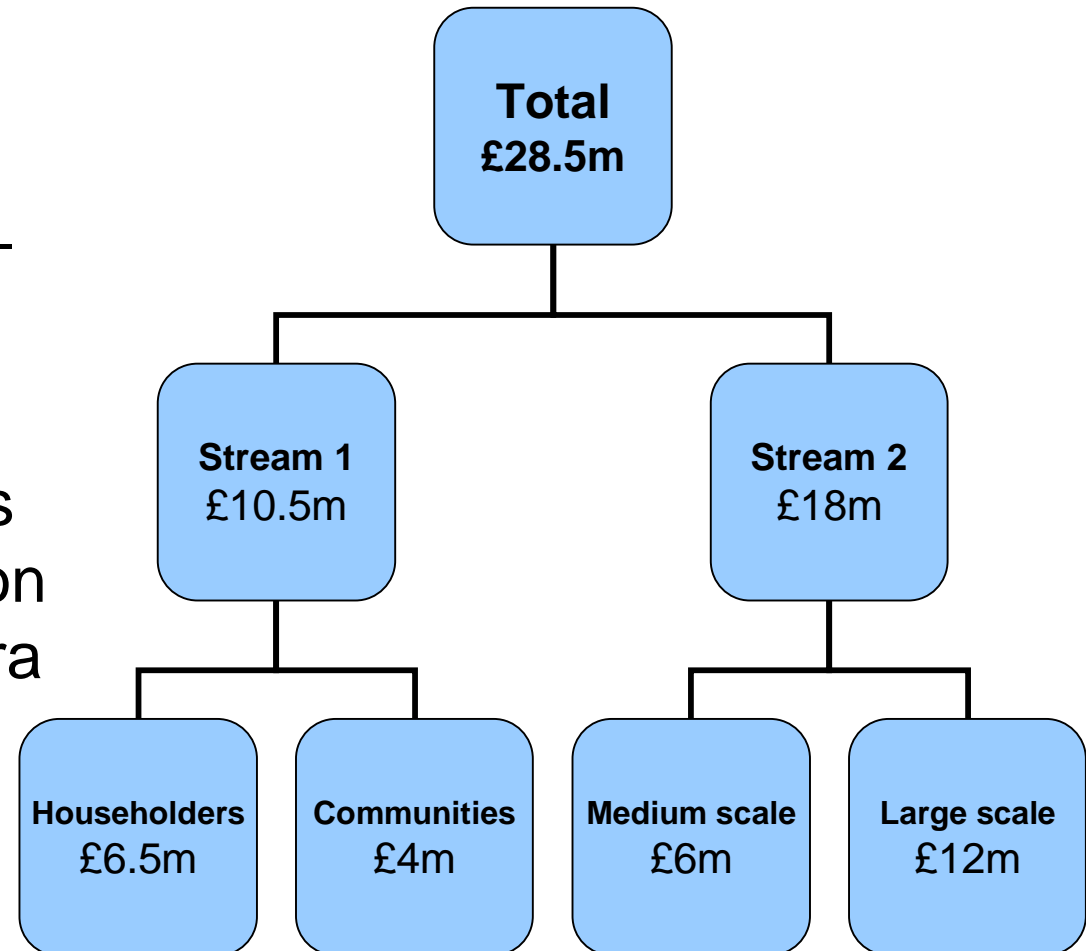 Total
£28.5m
Stream 1
£10.5m
Stream 2
£18m
Householders
£6.5m
Communities
£4m
Medium scale
£6m
Large scale
£12m